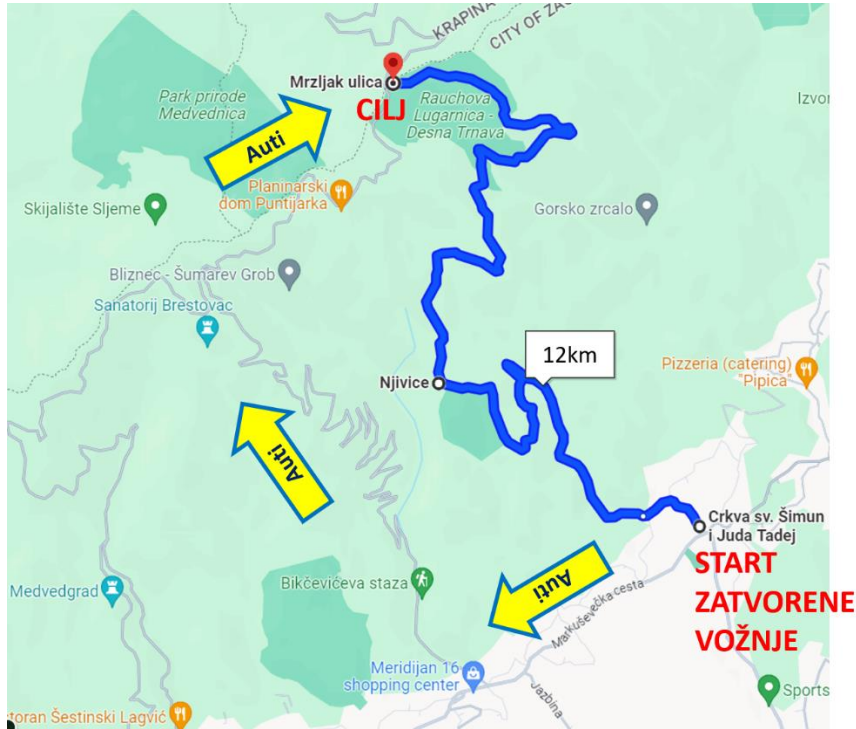 KRAPINA
CITY OF ZAG
Mrzljak ulica
CILJ
Park prirode
Medvednica
Rauchova
Lugarnica -
Desna Trnava
Izvor
Auti
Planinarski
dom Puntijarka
Skijalište Sljeme
Gorsko zrcalo
Bliznec - Šumarev Grob
Sanatorij Brestovac
12km
Pizzeria (catering)
"Pipica"
Njivice
Auti
Crkva sv. Šimun
i Juda Tadej
START
ZATVORENE
VOŽNJE
Auti
Medvedgrad
Bikčevićeva staza
Markuševečka cesta
Meridijan 16
shopping center
Jazbina
Sports
toran Šestinski Lagvić